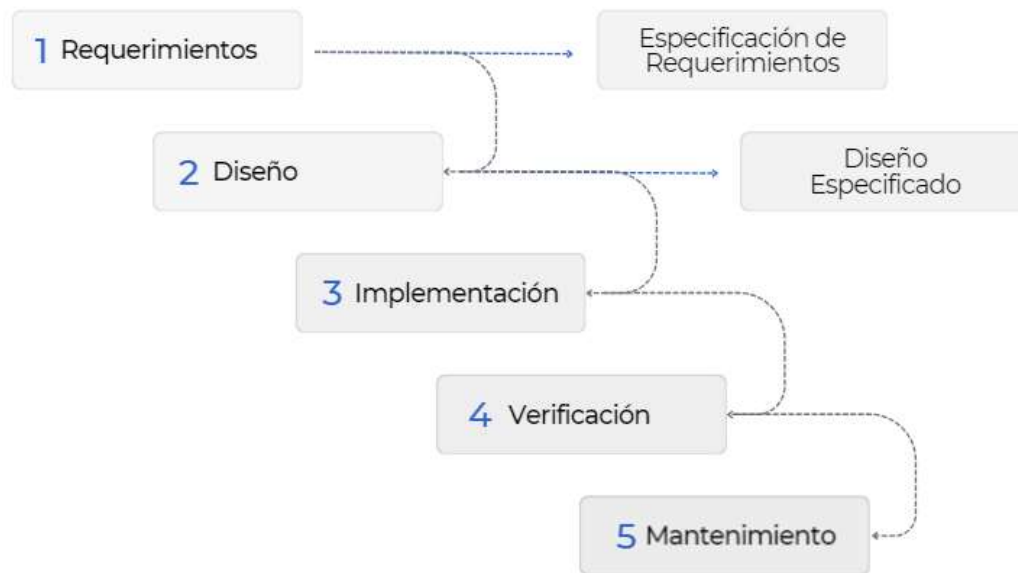 1 Requerimientos
Especificación de
Requerimientos
2 Diseño
Diseño
Especificado
3 Implementación
4 Verificación
5 Mantenimiento